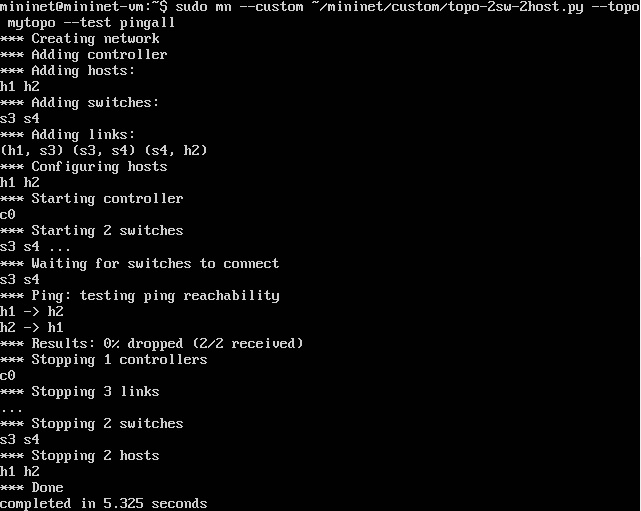 mininet@mininet-vm:~$ sudo mn --custom ~/mininet/custom/topo-2sw-2host.py --topo
mytopo --test pingall
*** Creating network
*** Adding controller
*** Adding hosts:
h1 h2
*** Adding switches:
s3 s4
*** Adding links:
(h1, s3) (s3, s4) (s4, h2)
*** Configuring hosts
h1 h2
*** Starting controller
c0
*** Starting 2 switches
s3 s4 ...
*** Waiting for switches to connect
s3 s4
*** Ping: testing ping reachability
h1 -> h2
h2 -> h1
*** Results: 0% dropped (2/2 received)
*** Stopping 1 controllers
c0
*** Stopping 3 links
...
*** Stopping 2 switches
s3 s4
*** Stopping 2 hosts
h1 h2
*** Done
completed in 5.325 seconds